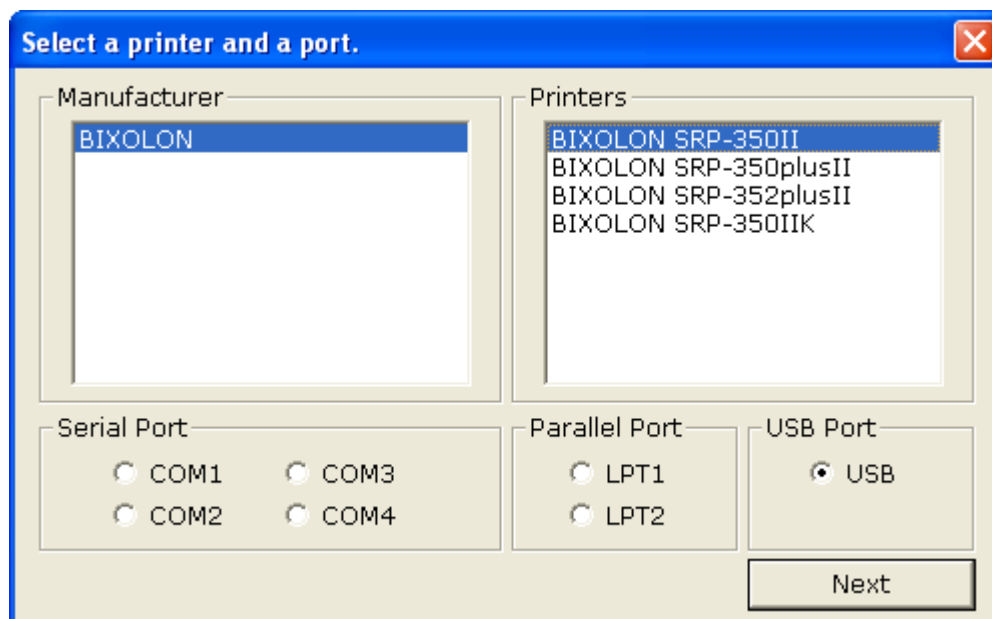 Select a printer and a port.
Manufacturer
BIXOLON
Printers
BIXOLON SRP-350II
BIXOLON SRP-350plusII
BIXOLON SRP-352plusII
BIXOLON SRP-350IIK
Serial Port
COM1 COM3
COM2 COM4
Parallel Port
LPT1
LPT2
USB Port
USB
Next